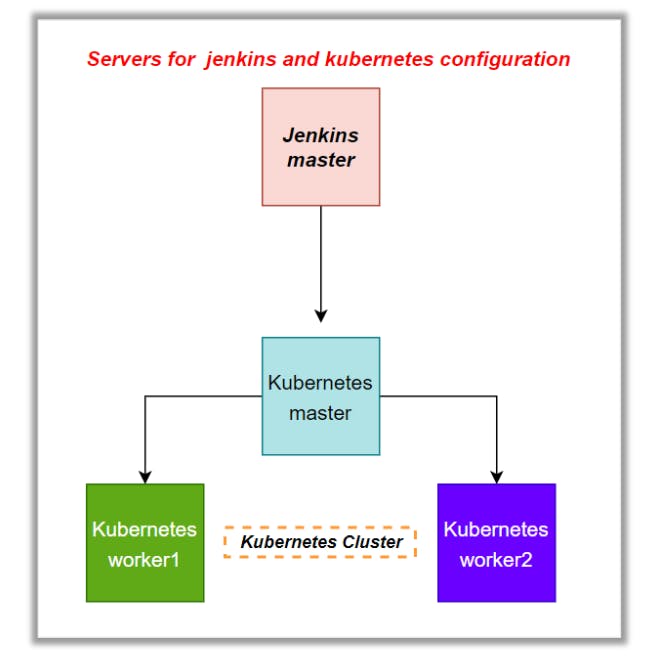 Servers for jenkins and kubernetes configuration
Jenkins
master
Kubernetes
master
Kubernetes
worker1
Kubernetes Cluster
Kubernetes
worker2